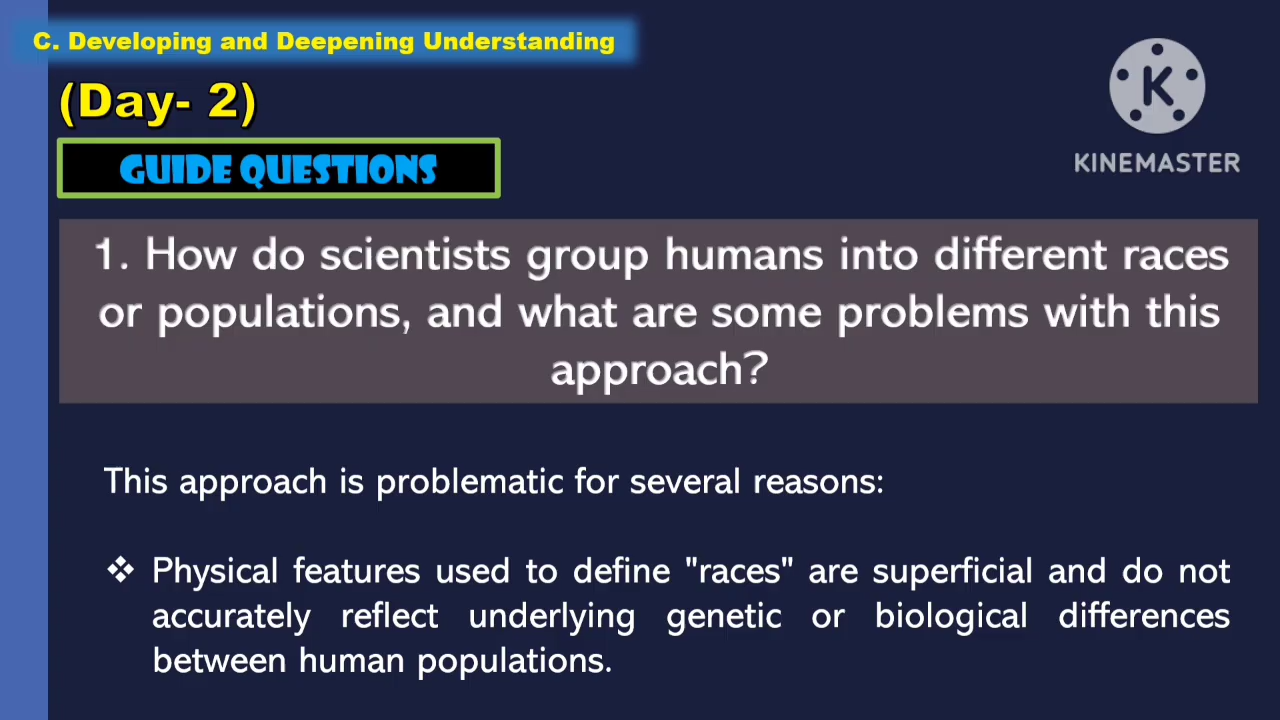 C. Developing and Deepening Understanding
(Day- 2)
K
KINEMASTER
GUIDE QUESTIONS
1. How do scientists group humans into different races
or populations, and what are some problems with this
approach?
This approach is problematic for several reasons:
❖ Physical features used to define "races" are superficial and do not
accurately reflect underlying genetic or biological differences
between human populations.